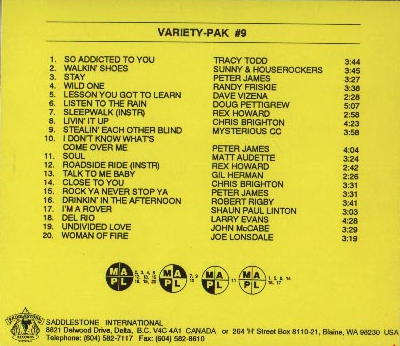 VARIETY-PAK #9
1. SO ADDICTED TO YOU TRACY TODD 3:44
2. WALKIN' SHOES SUNNY & HOUSEROCKERS 3:45
3. STAY PETER JAMES 3:27
4. WILD ONE RANDY FRISKIE 3:38
5. LESSON YOU GOT TO LEARN DAVE VIZENA 2:28
6. LISTEN TO THE RAIN DOUG PETTIGREW 2:58
7. SLEEPWALK (INSTR) REX HOWARD 2:58
8. LIVIN' IT UP CHRIS BRIGHTON 4:23
9. STEALIN' EACH OTHER BLIND MYSTERIOUS CC 3:58
10. I DON'T KNOW WHAT'S
COME OVER ME PETER JAMES 4:04
11. SOUL MATT AUDETTE 3:24
12. ROADSIDE RIDE (INSTR) REX HOWARD 2:42
13. TALK TO ME BABY GIL HERMAN 2:26
14. CLOSE TO YOU CHRIS BRIGHTON 3:31
15. ROCK YA NEVER STOP YA PETER JAMES 3:31
16. DRINKIN' IN THE AFTERNOON ROBERT RIGBY 3:41
17. I'M A ROVER SHAUN PAUL LINTON 3:03
18. DEL RIO LARRY EVANS 2:51
19. UNDIVIDED LOVE JOHN McCABE 3:29
20. WOMAN OF FIRE JOE LONSDALE 3:19
M A P L M A P L M A P L M A P L
SADDLESTONE
RECORDS
SADDLESTONE INTERNATIONAL
8821 Delwood Drive, Delta, B.C. V4C 4A1 CANADA or 264 'H' Street Box 8110-21, Blaine, WA 98230 USA
Telephone: (604) 582-7117 Fax: (604) 582-8610